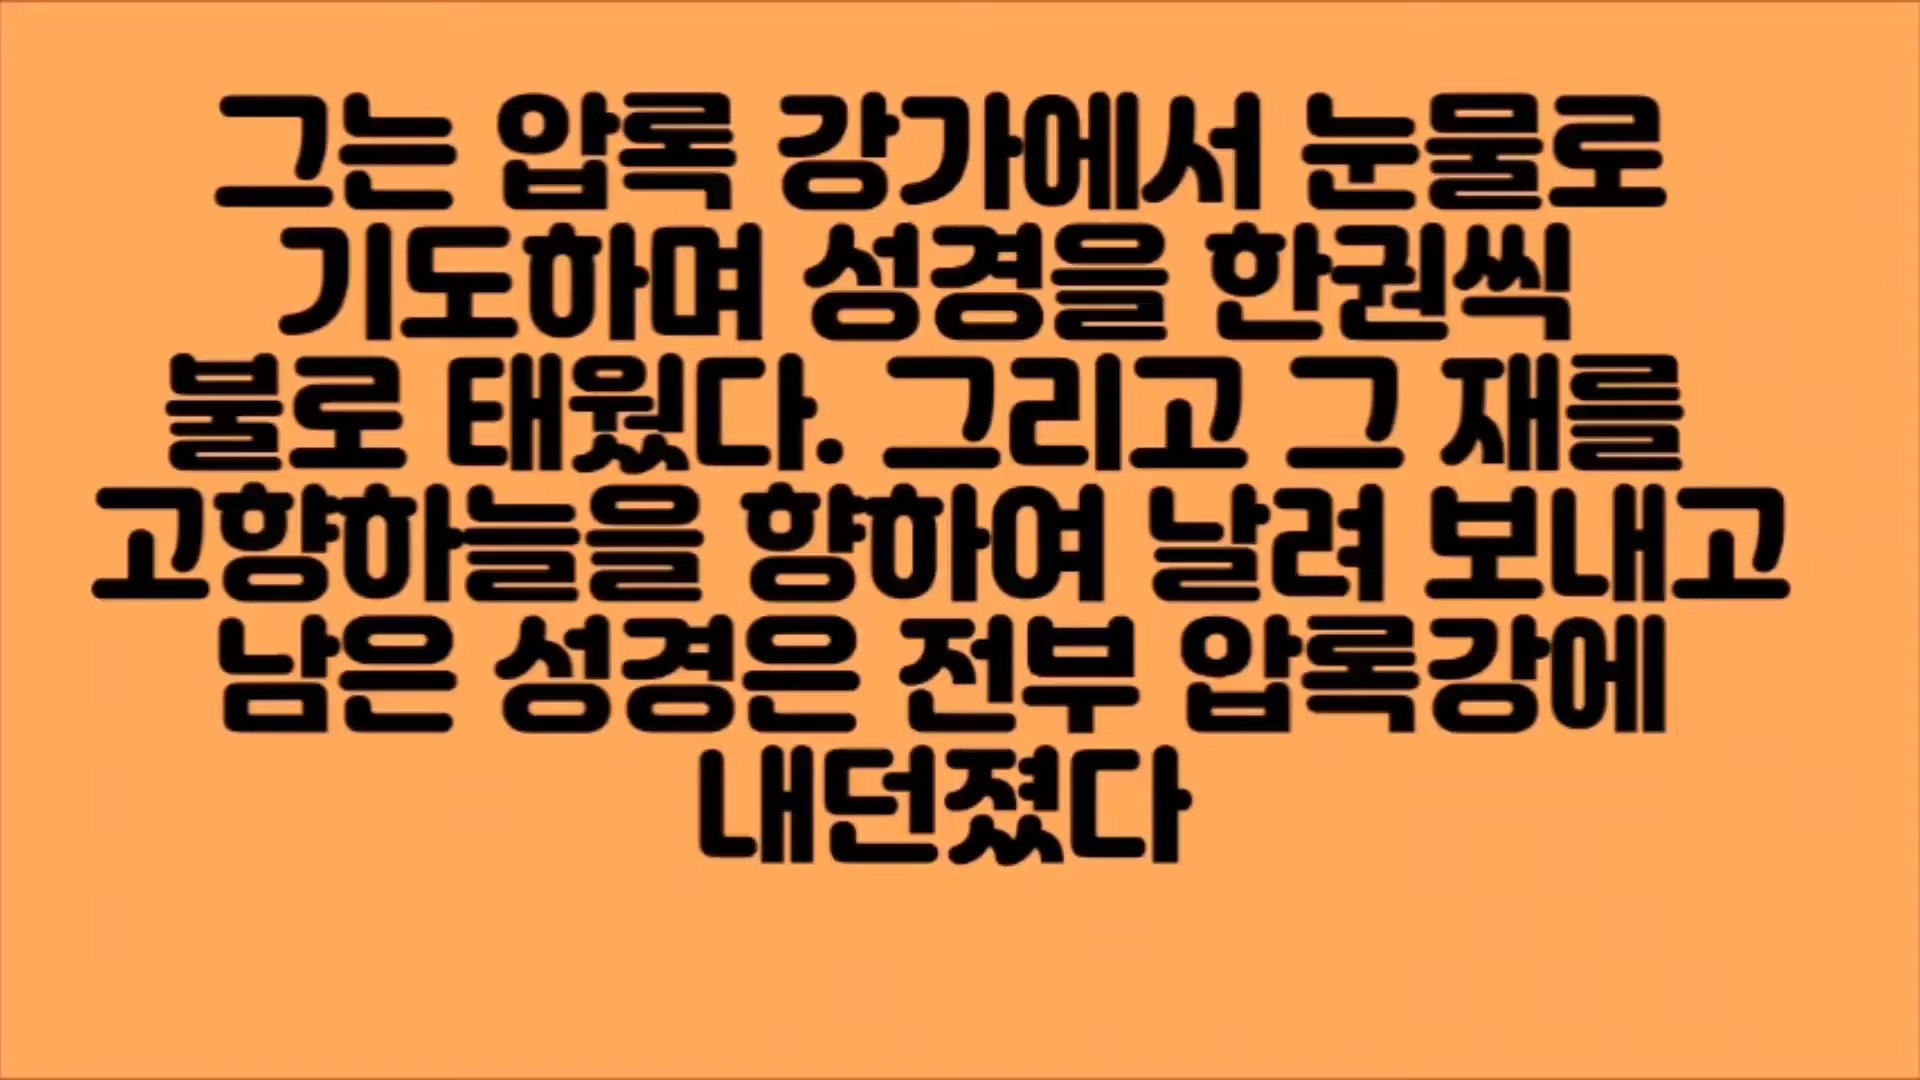 그는 압록 강가에서 눈물로
기도하며 성경을 한권씩
불로 태웠다. 그리고 그 재를
고향하늘을 향하여 날려 보내고
남은 성경은 전부 압록강에
내던졌다